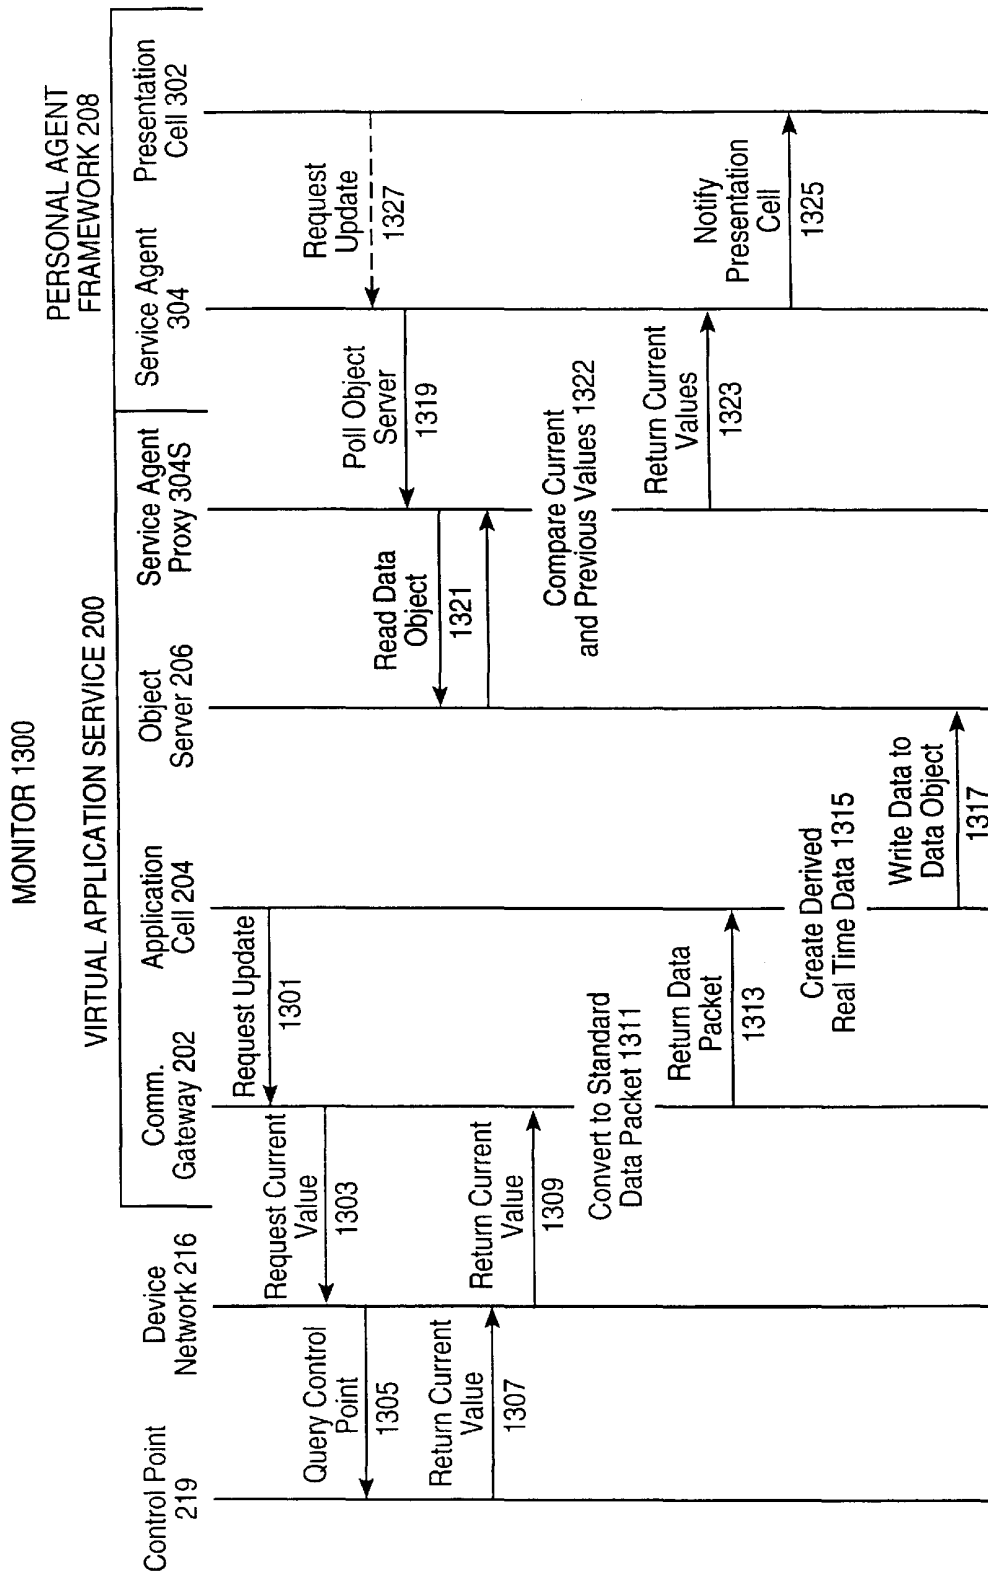 MONITOR 1300
VIRTUAL APPLICATION SERVICE 200
PERSONAL AGENT
FRAMEWORK 208
Control Point
219
Device
Network 216
Comm.
Gateway 202
Application
Cell 204
Object
Server 206
Service Agent
Proxy 304S
Service Agent
304
Presentation
Cell 302
Request Update
1301
Request Current
Value
1303
Query Control
Point
1305
Return Current
Value
1307
Return Current
Value
1309
Convert to Standard
Data Packet 1311
Return Data
Packet
1313
Create Derived
Real Time Data 1315
Write Data to
Data Object
1317
Request
Update
1327
Poll Object
Server
1319
Read Data
Object
1321
Compare Current
and Previous Values 1322
Return Current
Values
1323
Notify
Presentation
Cell
1325